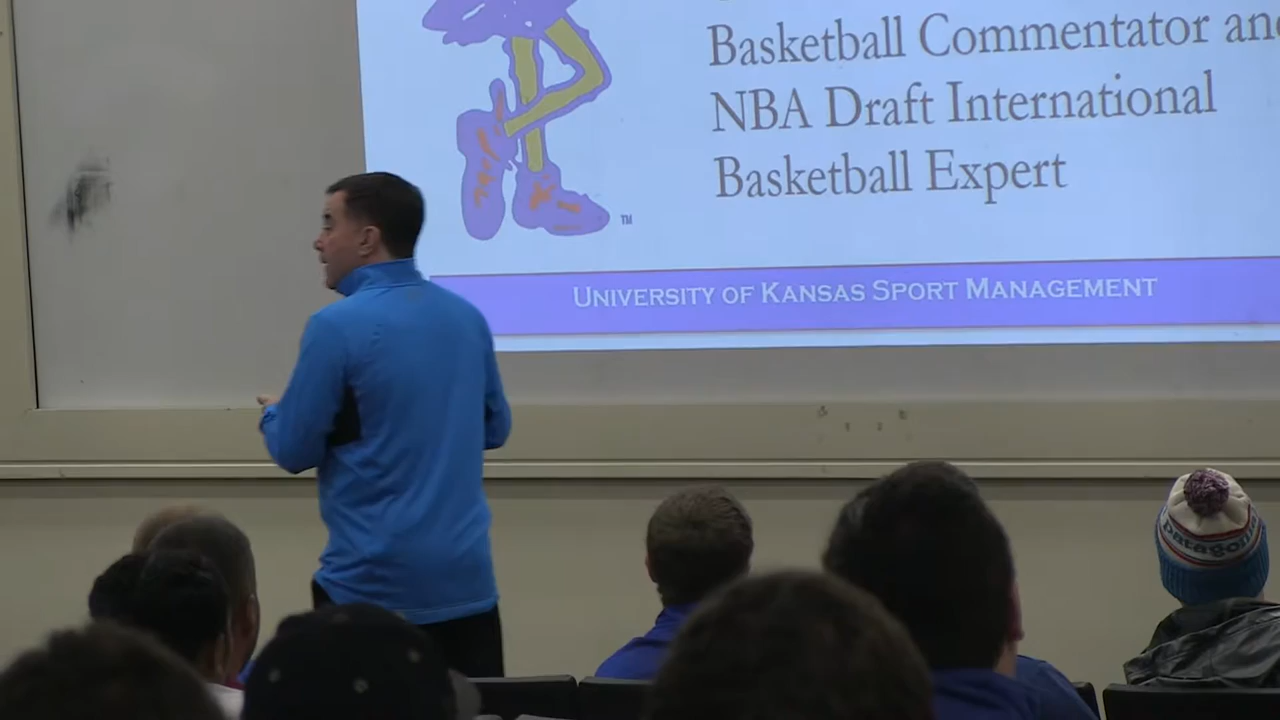 Basketball Commentator an
NBA Draft International
Basketball Expert
TM
UNIVERSITY OF KANSAS SPORT MANAGEMENT
patagonia